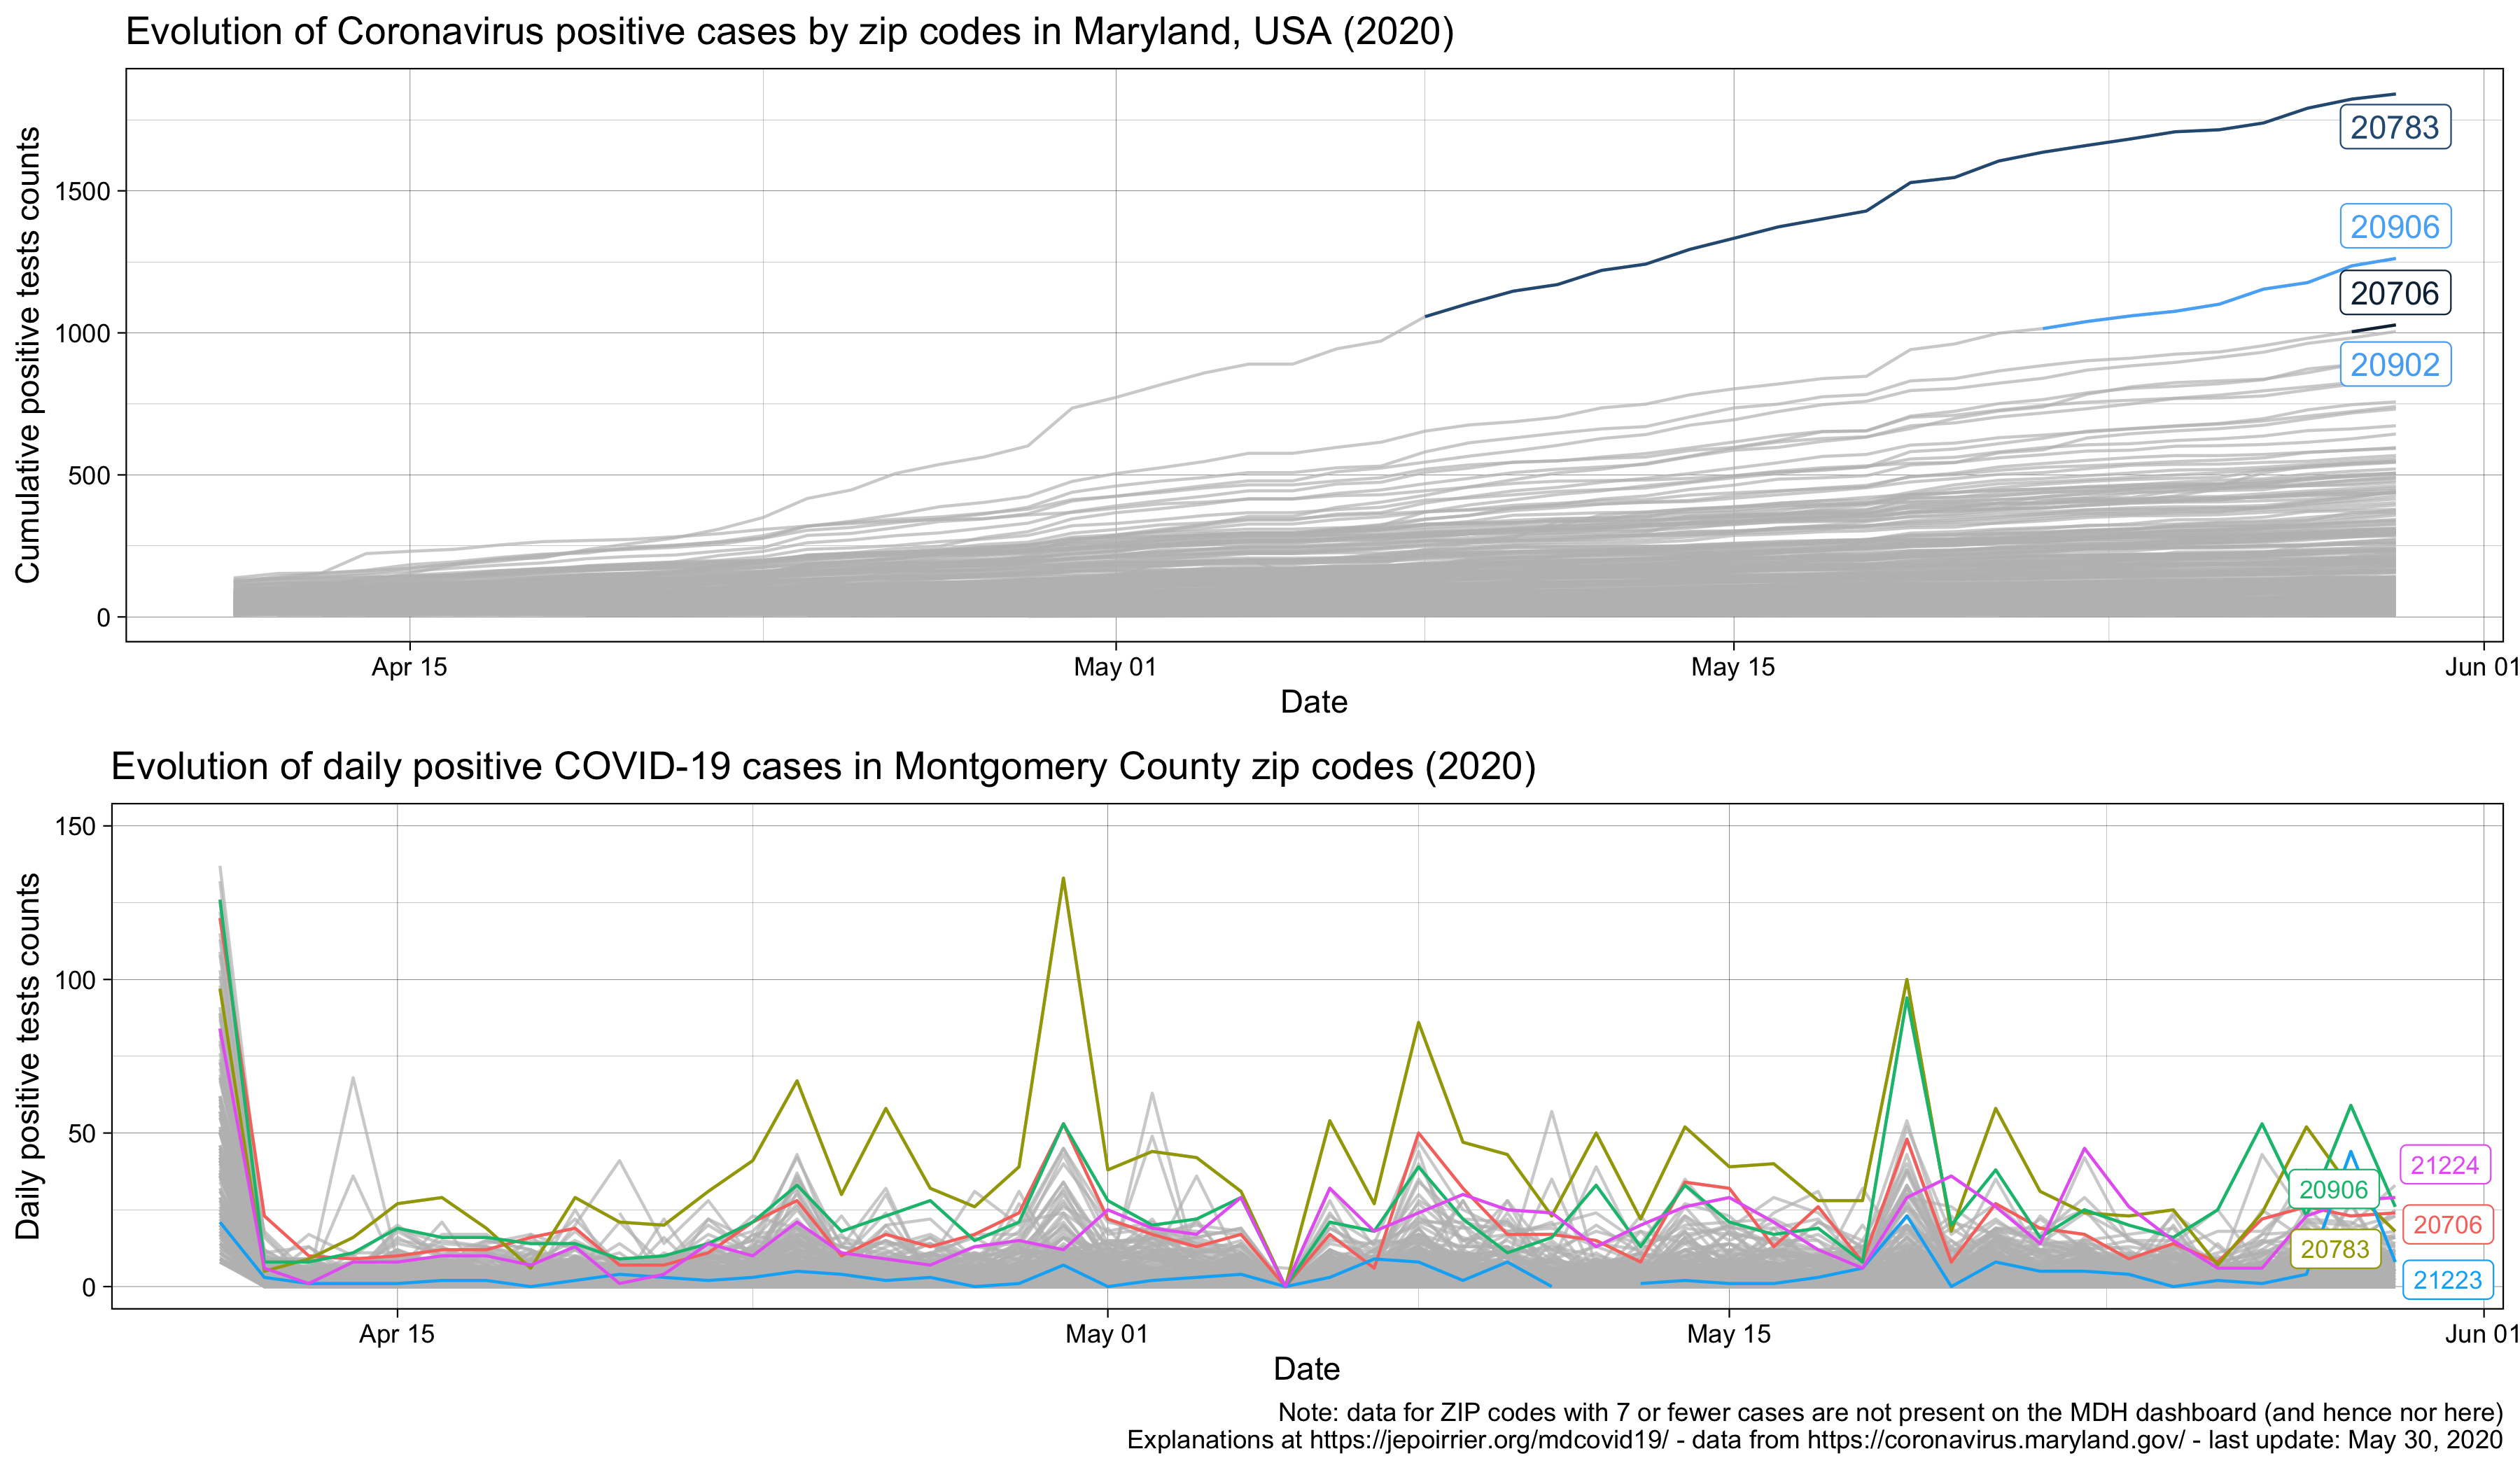 Evolution of Coronavirus positive cases by zip codes in Maryland, USA (2020)
Cumulative positive tests counts
1500
1000
500
0
20783
20906
20706
20902
Apr 15
May 01
May 15
Jun 01
Date
Evolution of daily positive COVID-19 cases in Montgomery County zip codes (2020)
Daily positive tests counts
150
100
50
0
21224
20906
20706
20783
21223
Apr 15
May 01
May 15
Jun 01
Date
Note: data for ZIP codes with 7 or fewer cases are not present on the MDH dashboard (and hence nor here)
Explanations at https://jepoirrier.org/mdcovid19/ - data from https://coronavirus.maryland.gov/ - last update: May 30, 2020